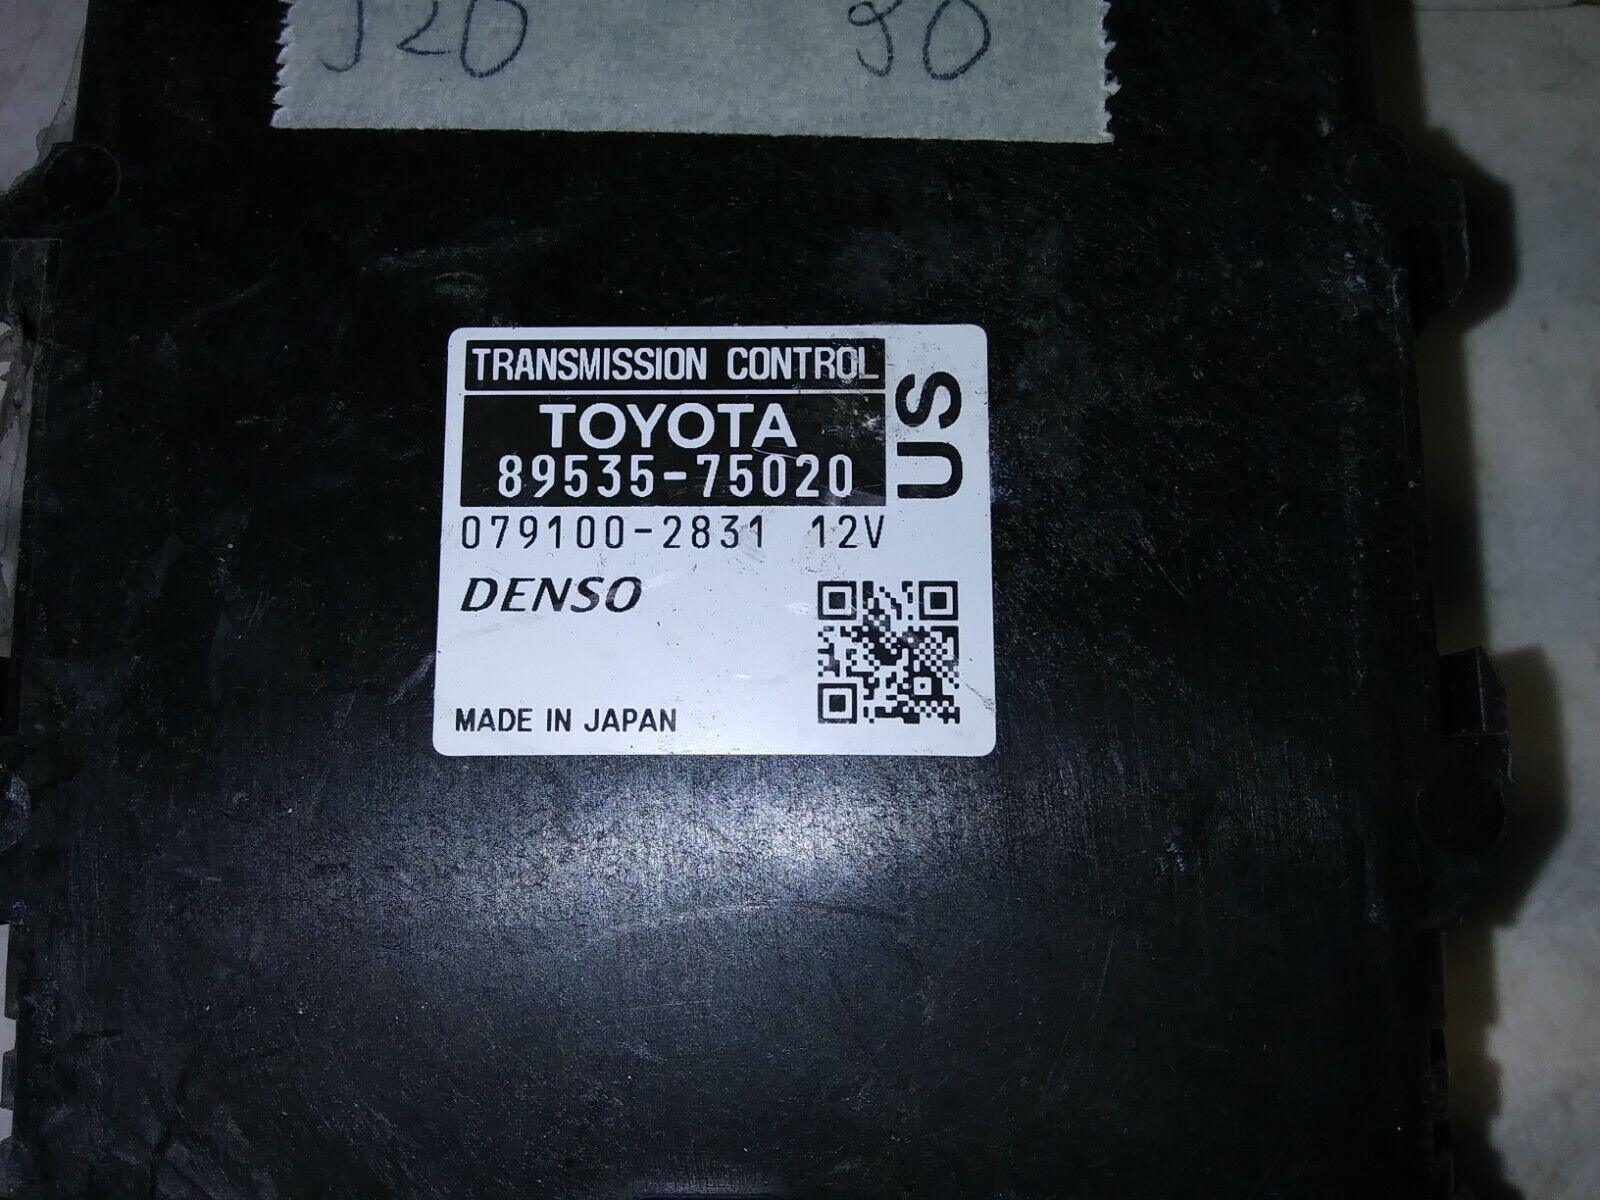 J20 90
TRANSMISSION CONTROL
TOYOTA
89535-75020
US
079100-2831 12V
DENSO
MADE IN JAPAN